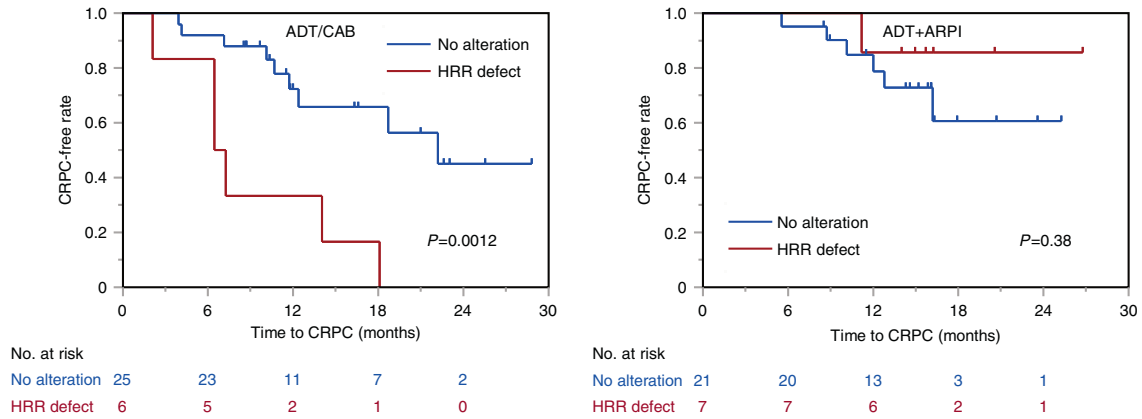 ADT/CAB
No alteration
HRR defect
CRPC-free rate
1.0
0.8
0.6
0.4
0.2
0
P=0.0012
0 6 12 18 24 30
Time to CRPC (months)
No. at risk
No alteration 25 23 11 7 2
HRR defect 6 5 2 1 0
ADT+ARPI
CRPC-free rate
1.0
0.8
0.6
0.4
0.2
0
No alteration
HRR defect
P=0.38
0 6 12 18 24 30
Time to CRPC (months)
No. at risk
No alteration 21 20 13 3 1
HRR defect 7 7 6 2 1